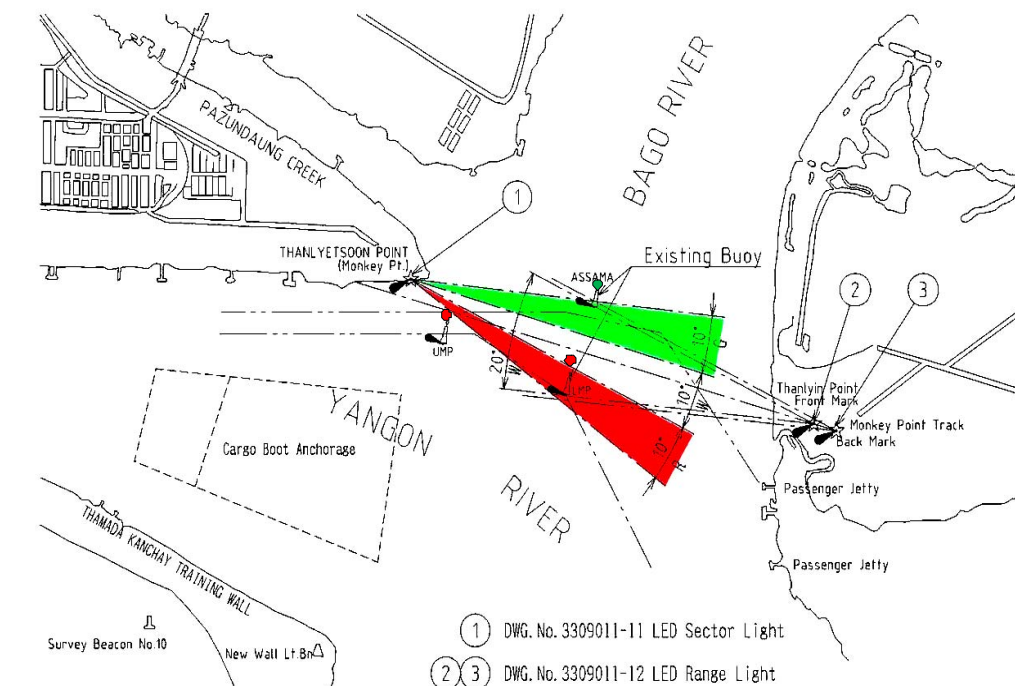 BAGO RIVER
PAZUNDAUNG CREEK
1
THANLYETSOON POINT
(Monkey Pt.)
Existing Buoy
ASSAMA
2
3
10°
G
UMP
20°
W
LMP
10°
W
10°
R
Thanlyin Point
Front Mark
Monkey Point Track
Back Mark
YANGON
RIVER
Cargo Boot Anchorage
Passenger Jetty
Passenger Jetty
THAMADA KANCHAY TRAINING WALL
Survey Beacon No.10
New Wall Lt.Bn
1 DWG. No. 3309011-11 LED Sector Light
2 3 DWG. No. 3309011-12 LED Range Light